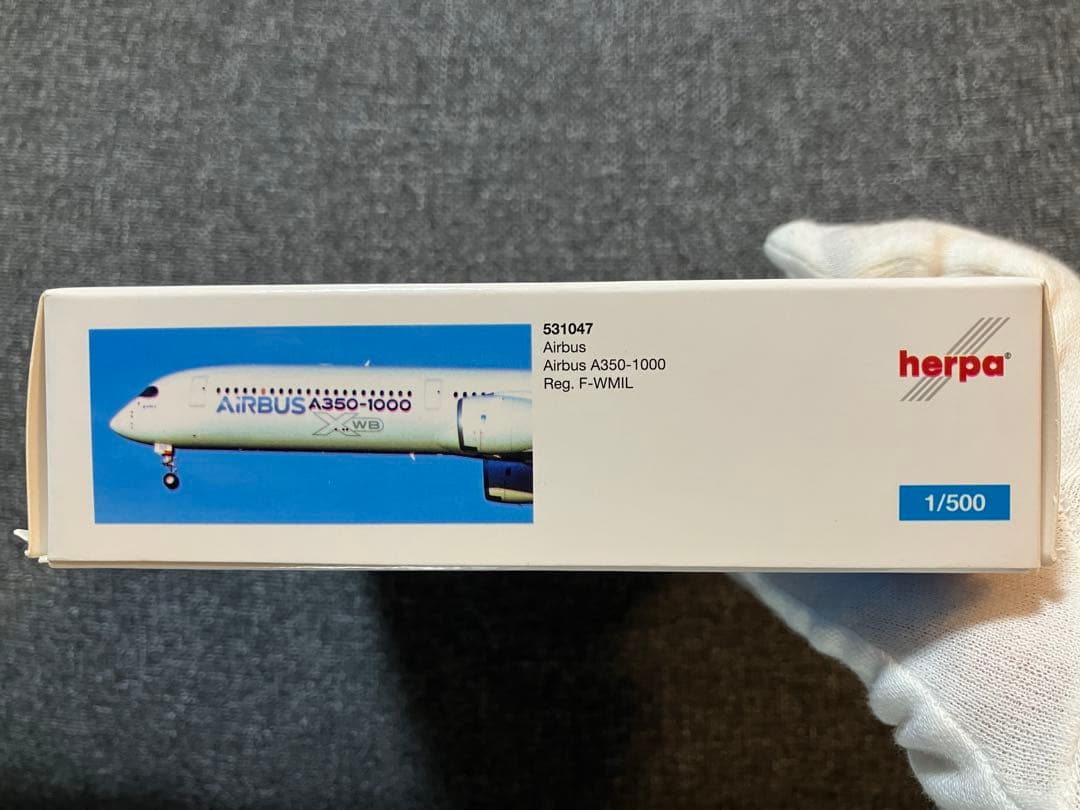 AIRBUS A350-1000
XWB
531047
Airbus
Airbus A350-1000
Reg. F-WMIL
herpa®
1/500